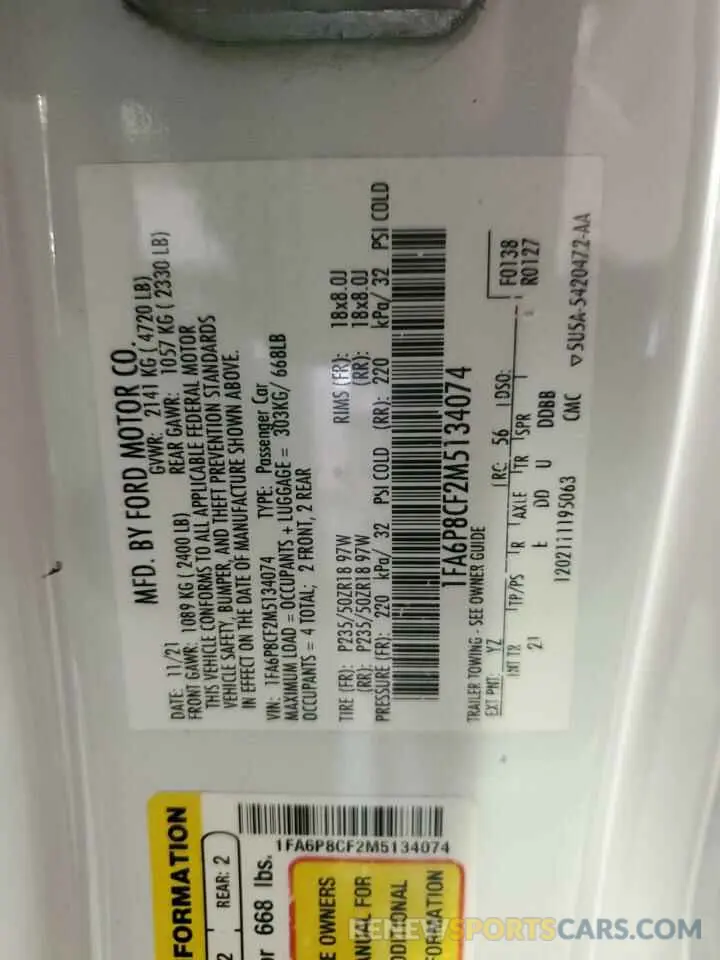 MFD. BY FORD MOTOR CO.
DATE: 11/21 GVWR: 2141 KG ( 4720 LB)
FRONT GAWR: 1089 KG ( 2400 LB) REAR GAWR: 1057 KG ( 2330 LB)
THIS VEHICLE CONFORMS TO ALL APPLICABLE FEDERAL MOTOR
VEHICLE SAFETY, BUMPER, AND THEFT PREVENTION STANDARDS
IN EFFECT ON THE DATE OF MANUFACTURE SHOWN ABOVE.
VIN: 1FA6P8CF2M5134074 TYPE: Passenger Car
MAXIMUM LOAD = OCCUPANTS + LUGGAGE = 303KG/ 668LB
OCCUPANTS = 4 TOTAL; 2 FRONT, 2 REAR
TIRE (FR): P235/50ZR18 97W RIMS (FR): 18x8.0J
(RR): P235/50ZR18 97W (RR): 18x8.0J
PRESSURE (FR): 220 kPa/ 32 PSI COLD (RR): 220 kPa/ 32 PSI COLD
1FA6P8CF2M5134074
TRAILER TOWING - SEE OWNER GUIDE
F0138
EXT PNT: YZ RC: 56 DSO: R0127
INT TR TP/PS R AXLE TR SPR
21 DD U DDBB
1202111195063 CMC 5U5A-5420472-AA
1FA6P8CF2M5134074
FORMATION
2 REAR: 2
or 668 lbs.
E OWNERS
ANUAL FOR
DDITIONAL
FORMATION
RENEWSPORTSCARS.COM